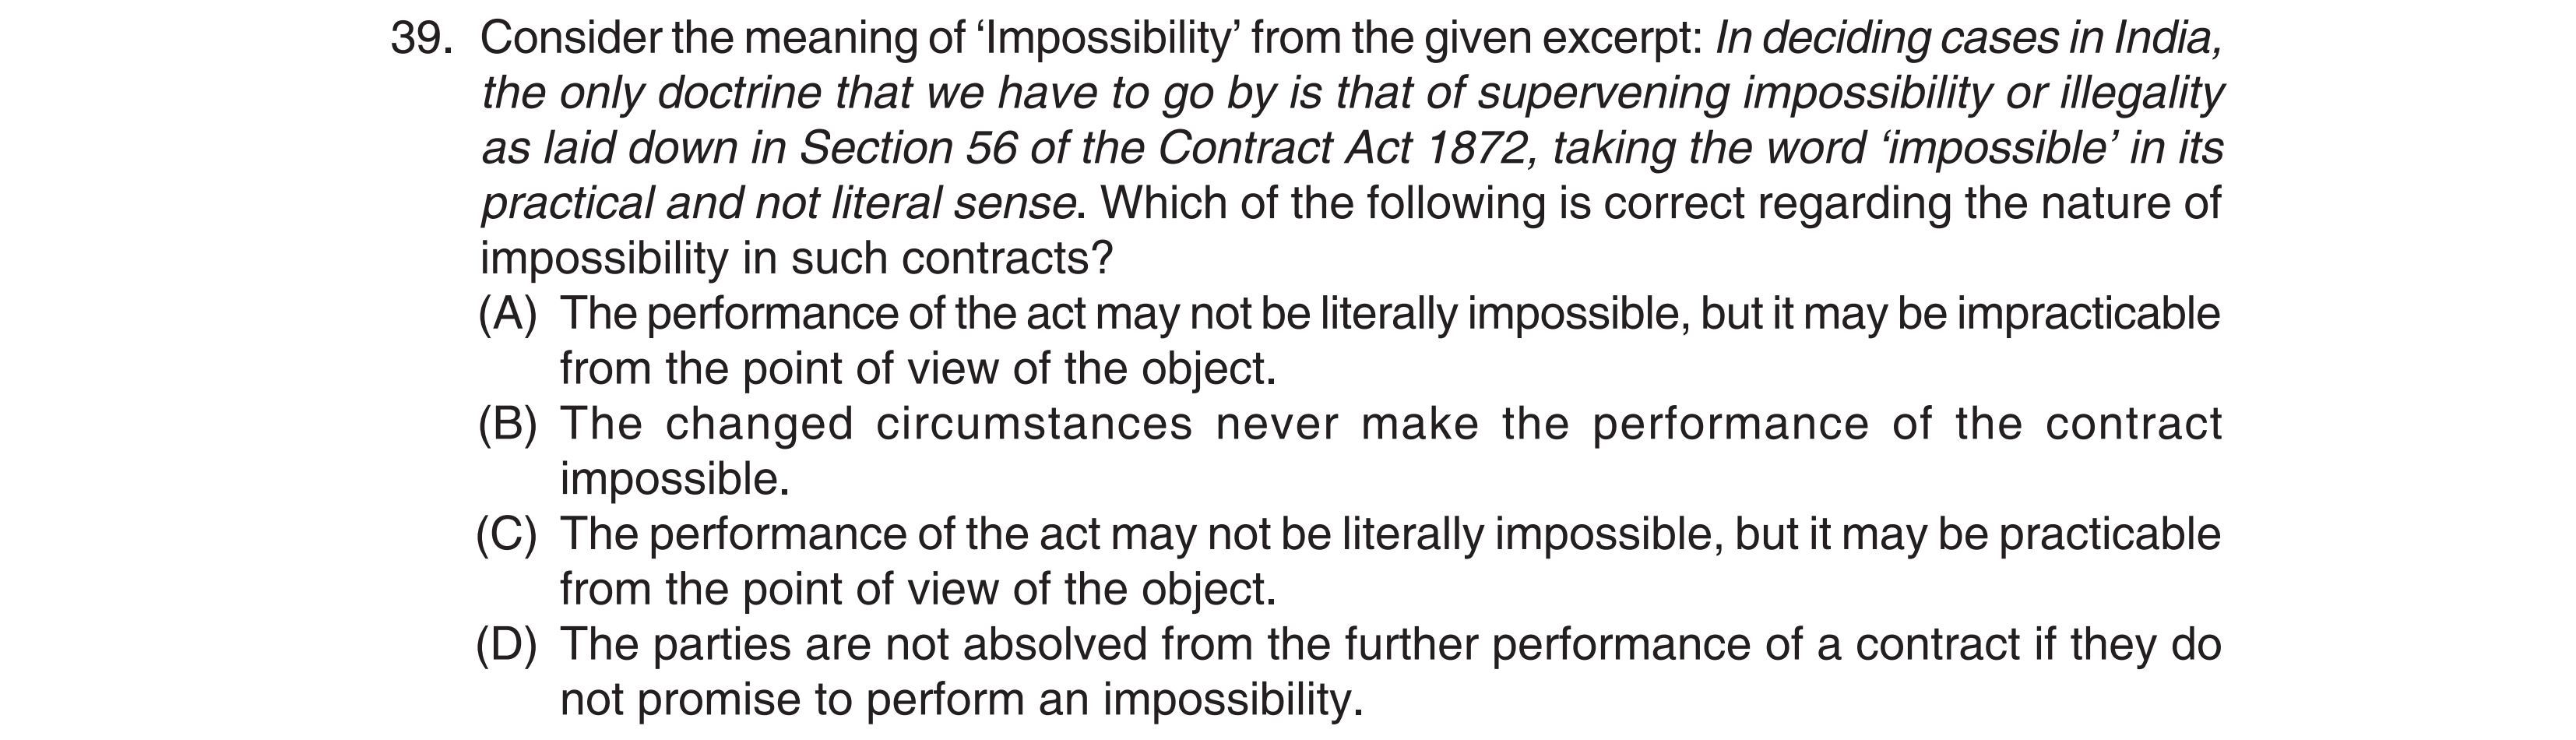 39. Consider the meaning of ‘Impossibility’ from the given excerpt: In deciding cases in India,
the only doctrine that we have to go by is that of supervening impossibility or illegality
as laid down in Section 56 of the Contract Act 1872, taking the word ‘impossible’ in its
practical and not literal sense. Which of the following is correct regarding the nature of
impossibility in such contracts?
(A) The performance of the act may not be literally impossible, but it may be impracticable
from the point of view of the object.
(B) The changed circumstances never make the performance of the contract
impossible.
(C) The performance of the act may not be literally impossible, but it may be practicable
from the point of view of the object.
(D) The parties are not absolved from the further performance of a contract if they do
not promise to perform an impossibility.